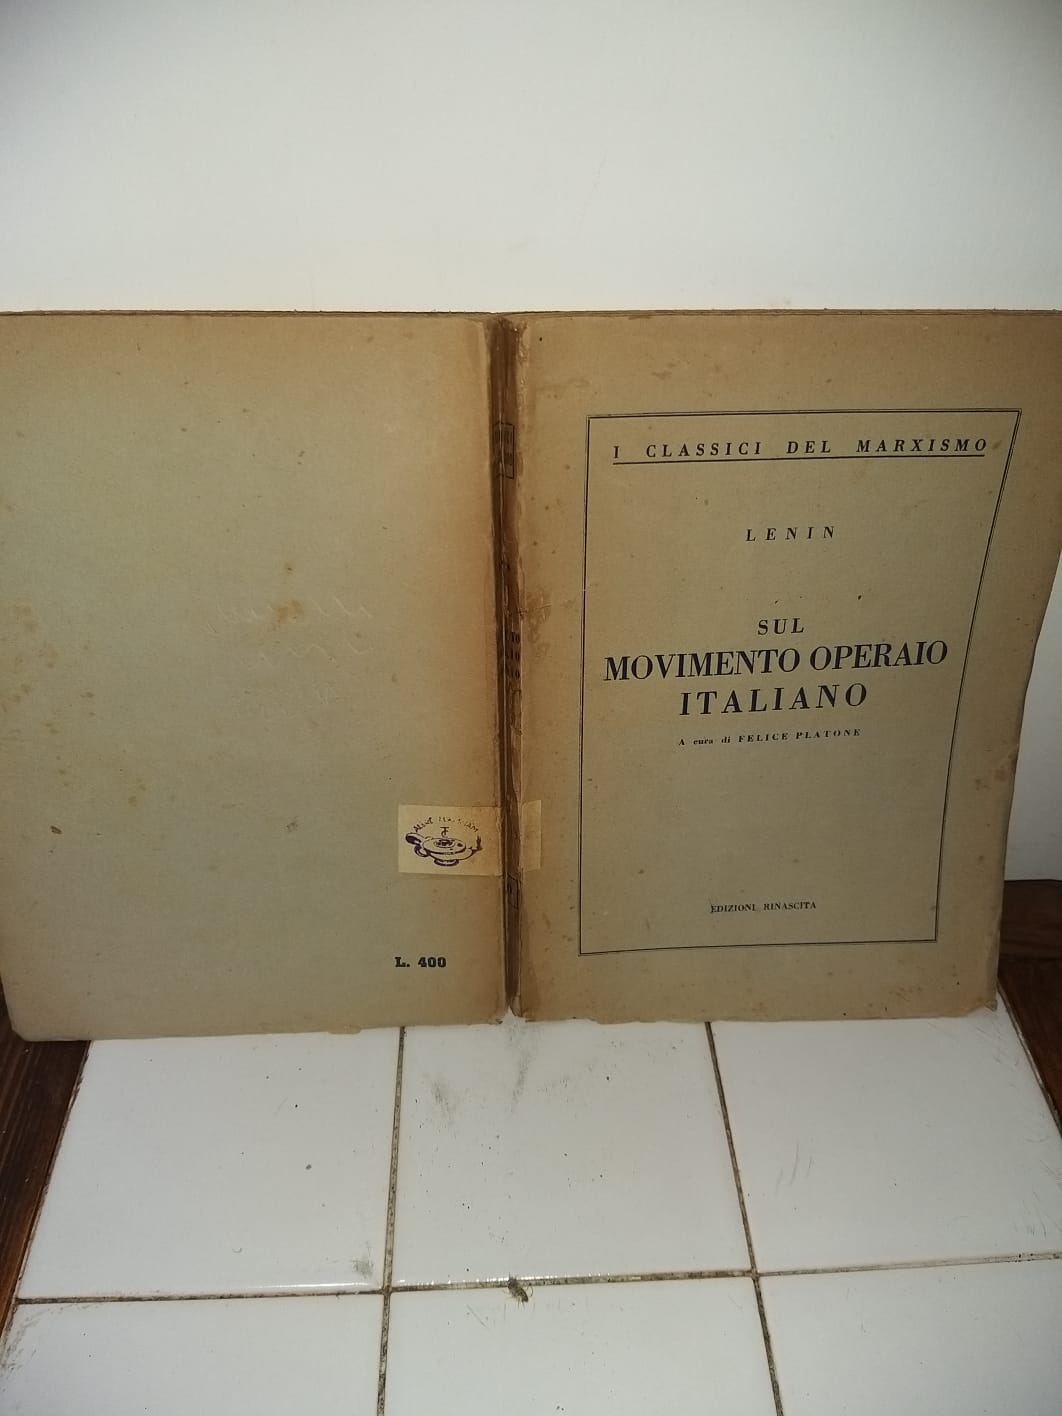 I CLASSICI DEL MARXISMO
LENIN
SUL
MOVIMENTO OPERAIO
ITALIANO
A cura di FELICE PLATONE
EDIZIONI RINASCITA
L. 400